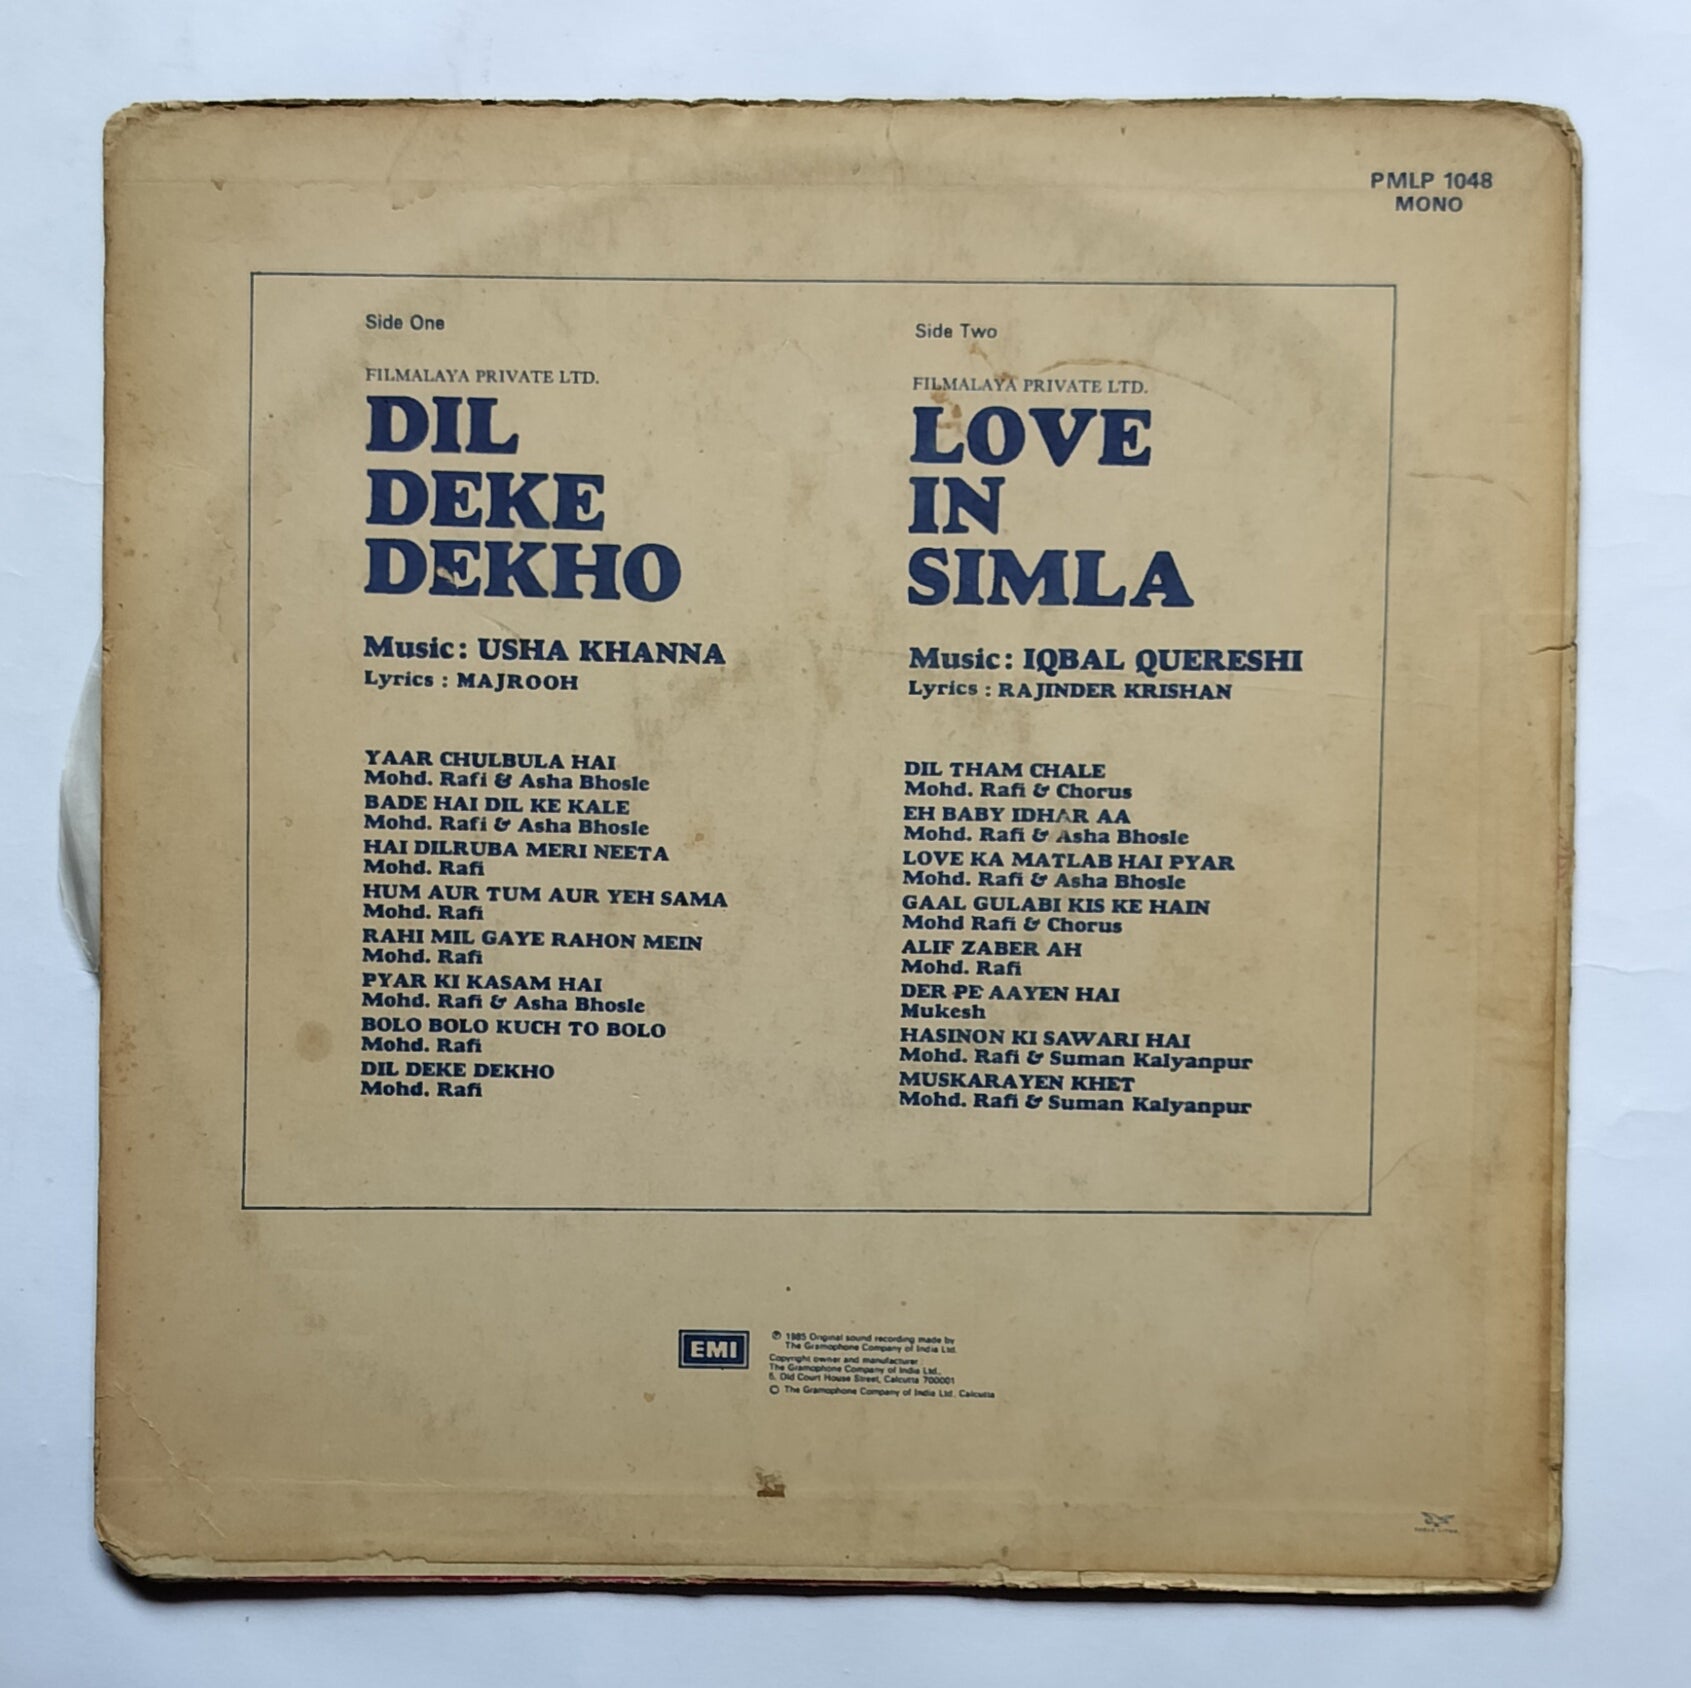 PMLP 1048
MONO
Side One
FILMALAYA PRIVATE LTD.
DIL
DEKE
DEKHO
Music: USHA KHANNA
Lyrics : MAJROOH
YAAR CHULBULA HAI
Mohd. Rafi & Asha Bhosle
BADE HAI DIL KE KALE
Mohd. Rafi & Asha Bhosle
HAI DILRUBA MERI NEETA
Mohd. Rafi
HUM AUR TUM AUR YEH SAMA
Mohd. Rafi
RAHI MIL GAYE RAHON MEIN
Mohd. Rafi
PYAR KI KASAM HAI
Mohd. Rafi & Asha Bhosle
BOLO BOLO KUCH TO BOLO
Mohd. Rafi
DIL DEKE DEKHO
Mohd. Rafi
Side Two
FILMALAYA PRIVATE LTD.
LOVE
IN
SIMLA
Music: IQBAL QUERESHI
Lyrics : RAJINDER KRISHAN
DIL THAM CHALE
Mohd. Rafi & Chorus
EH BABY IDHAR AA
Mohd. Rafi & Asha Bhosle
LOVE KA MATLAB HAI PYAR
Mohd. Rafi & Asha Bhosle
GAAL GULABI KIS KE HAIN
Mohd Rafi & Chorus
ALIF ZABER AH
Mohd. Rafi
DER PE AAYEN HAI
Mukesh
HASINON KI SAWARI HAI
Mohd. Rafi & Suman Kalyanpur
MUSKARAYEN KHET
Mohd. Rafi & Suman Kalyanpur
EMI
℗ 1985 Original sound recording made by
The Gramophone Company of India Ltd.
Copyright owner and manufacturer :
The Gramophone Company of India Ltd.,
6, Old Court House Street, Calcutta 700001
© The Gramophone Company of India Ltd. Calcutta